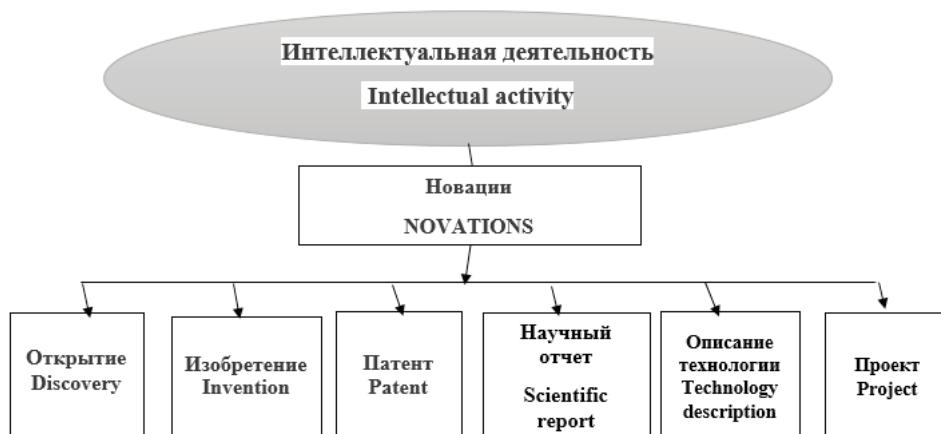 Интеллектуальная деятельность
Intellectual activity
Новации
NOVATIONS
Открытие
Discovery
Изобретение
Invention
Патент
Patent
Научный
отчет
Scientific
report
Описание
технологии
Technology
description
Проект
Project